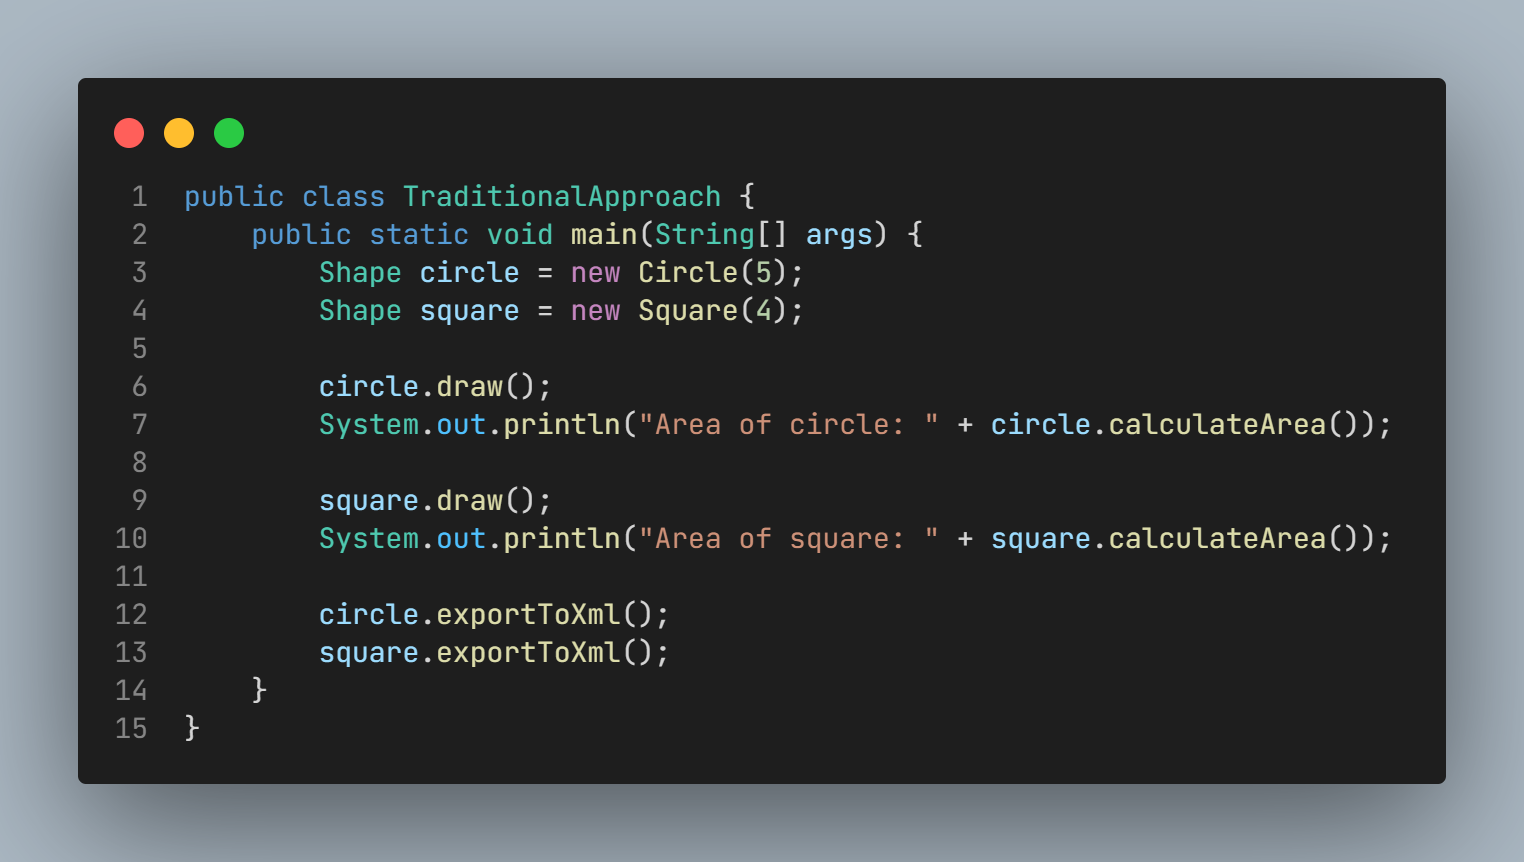 1 public class TraditionalApproach {
2     public static void main(String[] args) {
3         Shape circle = new Circle(5);
4         Shape square = new Square(4);
5
6         circle.draw();
7         System.out.println("Area of circle: " + circle.calculateArea());
8
9         square.draw();
10         System.out.println("Area of square: " + square.calculateArea());
11
12         circle.exportToXml();
13         square.exportToXml();
14     }
15 }